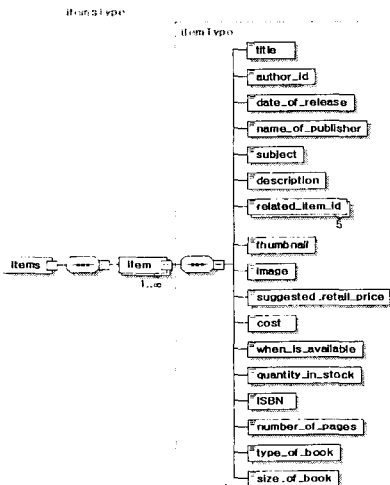 itemsType
itemType
title
author_id
date_of_release
name_of_publisher
subject
description
related_item_id
5
thumbnail
image
items
item
1..∞
suggested_retail_price
cost
when_is_available
quantity_in_stock
ISBN
number_of_pages
type_of_book
size_of_book